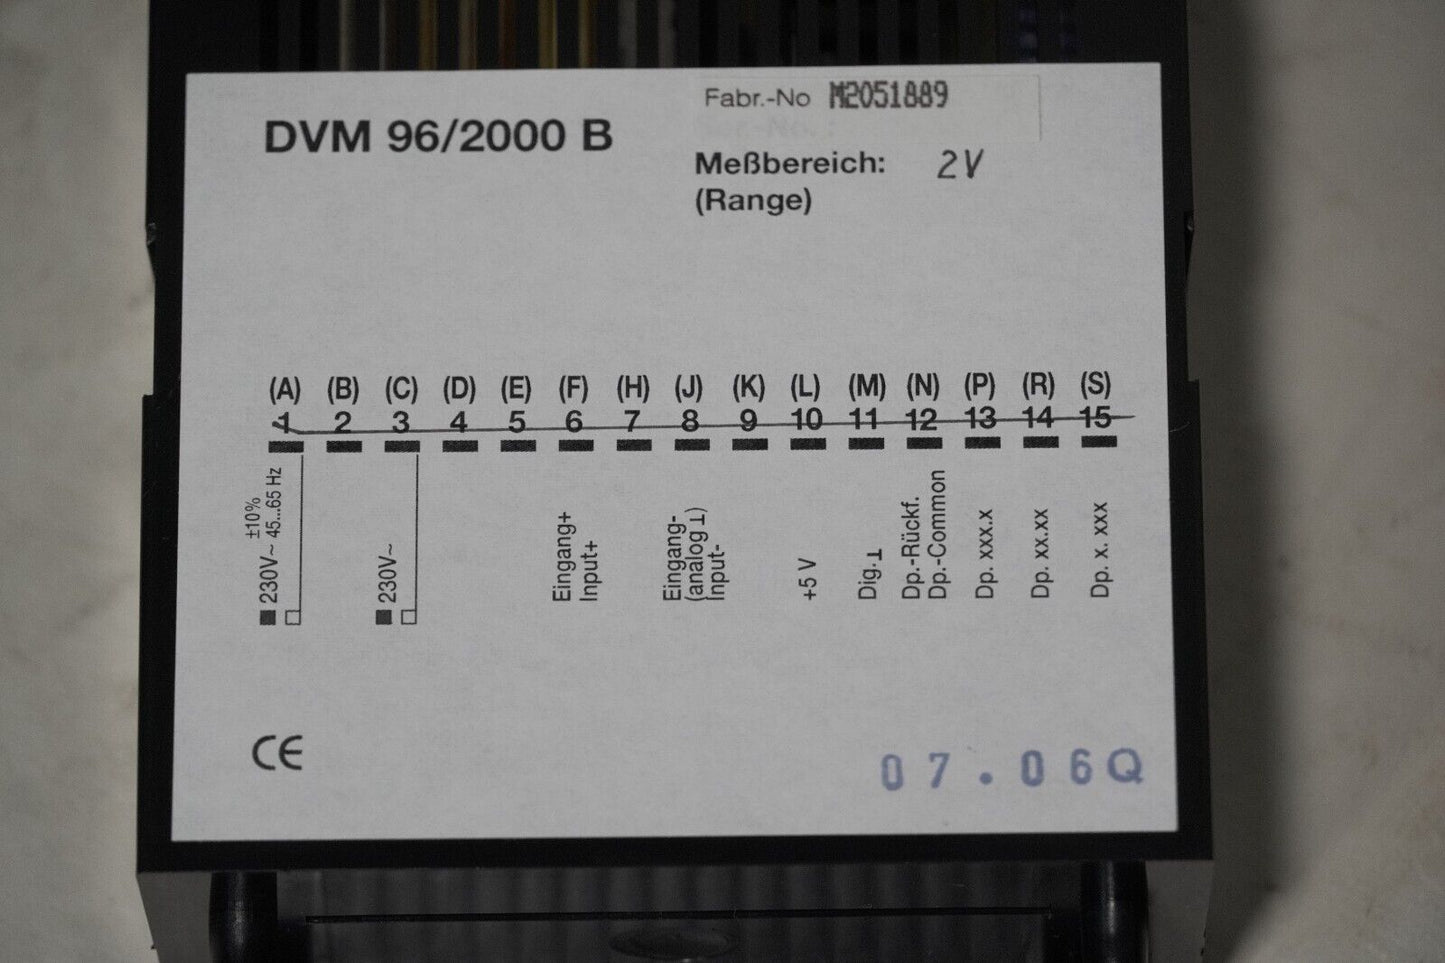 Fabr.-No M2051889
DVM 96/2000 B
Meßbereich: 2V
(Range)
(A) (B) (C) (D) (E) (F) (H) (J) (K) (L) (M) (N) (P) (R) (S)
1 2 3 4 5 6 7 8 9 10 11 12 13 14 15
230V~ ±10%
45...65 Hz
230V~
Eingang+
Input+
Eingang-
(analog⊥)
Input-
+5 V
Dig.⊥
Dp.-Rückf.
Dp.-Common
Dp. xxx.x
Dp. xx.xx
Dp. x. xxx
CE
07.06Q